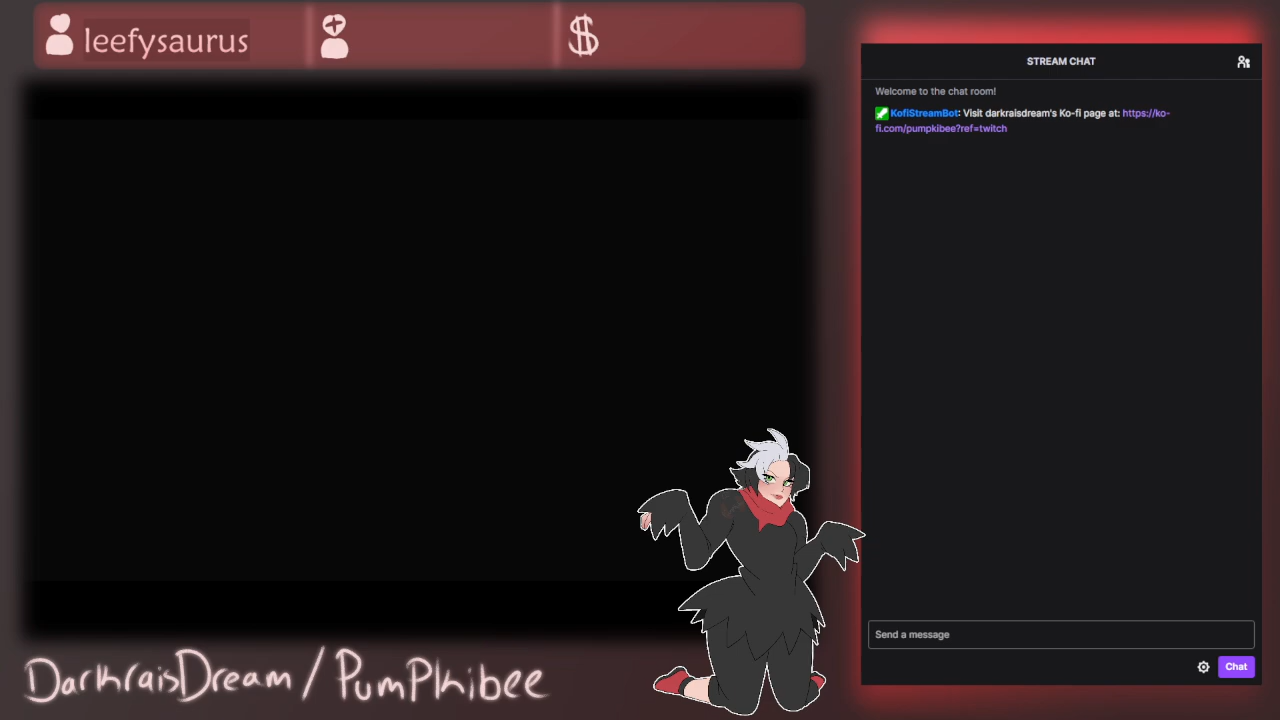 leefysaurus
$
STREAM CHAT
Welcome to the chat room!
KofiStreamBot: Visit darkraisdream's Ko-fi page at: https://ko-
fi.com/pumpkibee?ref=twitch
Send a message
Chat
DarkraisDream/PumPkibee